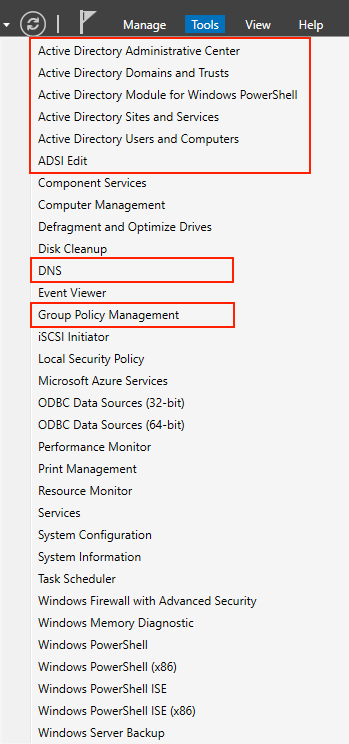 Manage Tools View Help
Active Directory Administrative Center
Active Directory Domains and Trusts
Active Directory Module for Windows PowerShell
Active Directory Sites and Services
Active Directory Users and Computers
ADSI Edit
Component Services
Computer Management
Defragment and Optimize Drives
Disk Cleanup
DNS
Event Viewer
Group Policy Management
iSCSI Initiator
Local Security Policy
Microsoft Azure Services
ODBC Data Sources (32-bit)
ODBC Data Sources (64-bit)
Performance Monitor
Print Management
Resource Monitor
Services
System Configuration
System Information
Task Scheduler
Windows Firewall with Advanced Security
Windows Memory Diagnostic
Windows PowerShell
Windows PowerShell (x86)
Windows PowerShell ISE
Windows PowerShell ISE (x86)
Windows Server Backup